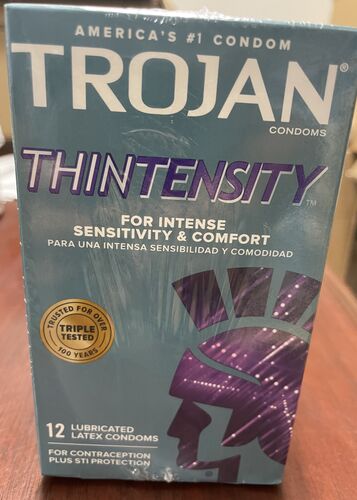 AMERICA'S #1 CONDOM
TROJAN®
CONDOMS
THINTENSITY™
FOR INTENSE
SENSITIVITY & COMFORT
PARA UNA INTENSA SENSIBILIDAD Y COMODIDAD
TRUSTED FOR OVER
TRIPLE
TESTED
100 YEARS
12 LUBRICATED
LATEX CONDOMS
FOR CONTRACEPTION
PLUS STI PROTECTION